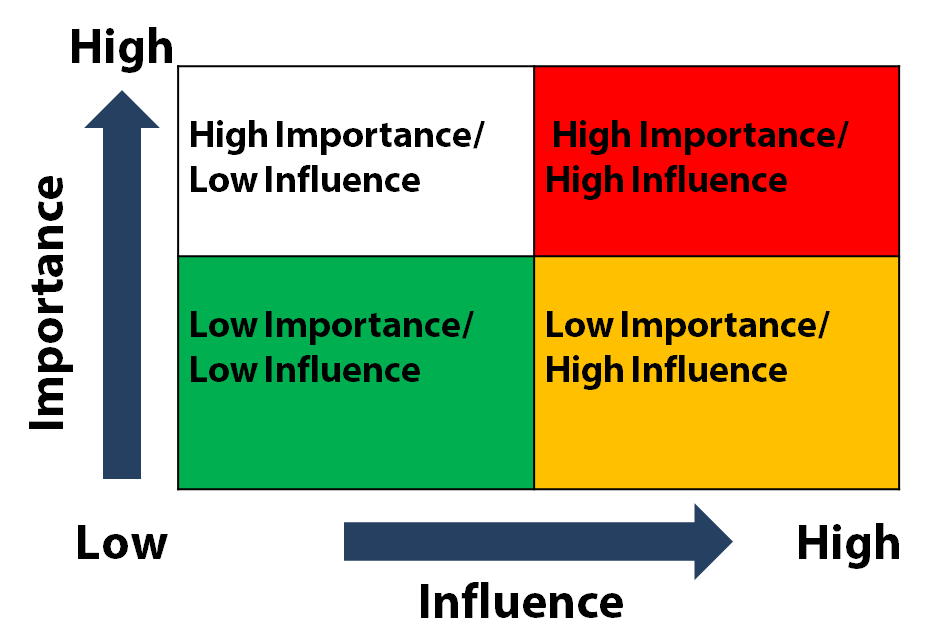 High
High Importance/
Low Influence
High Importance/
High Influence
Importance
Low Importance/
Low Influence
Low Importance/
High Influence
Low
High
Influence